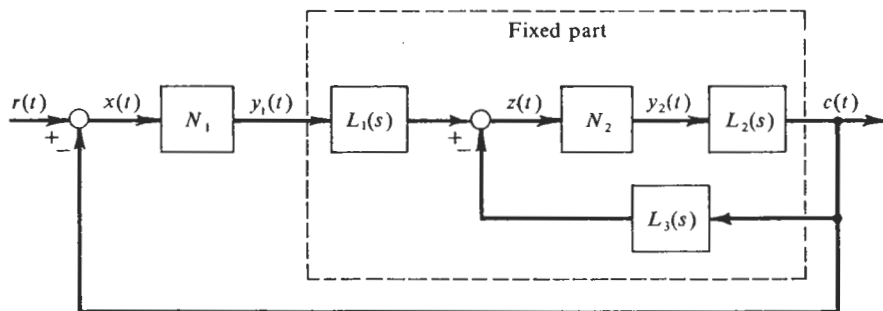 Fixed part
r(t)
x(t)
N₁
y₁(t)
L₁(s)
z(t)
N₂
y₂(t)
L₂(s)
c(t)
+
−
+
−
L₃(s)